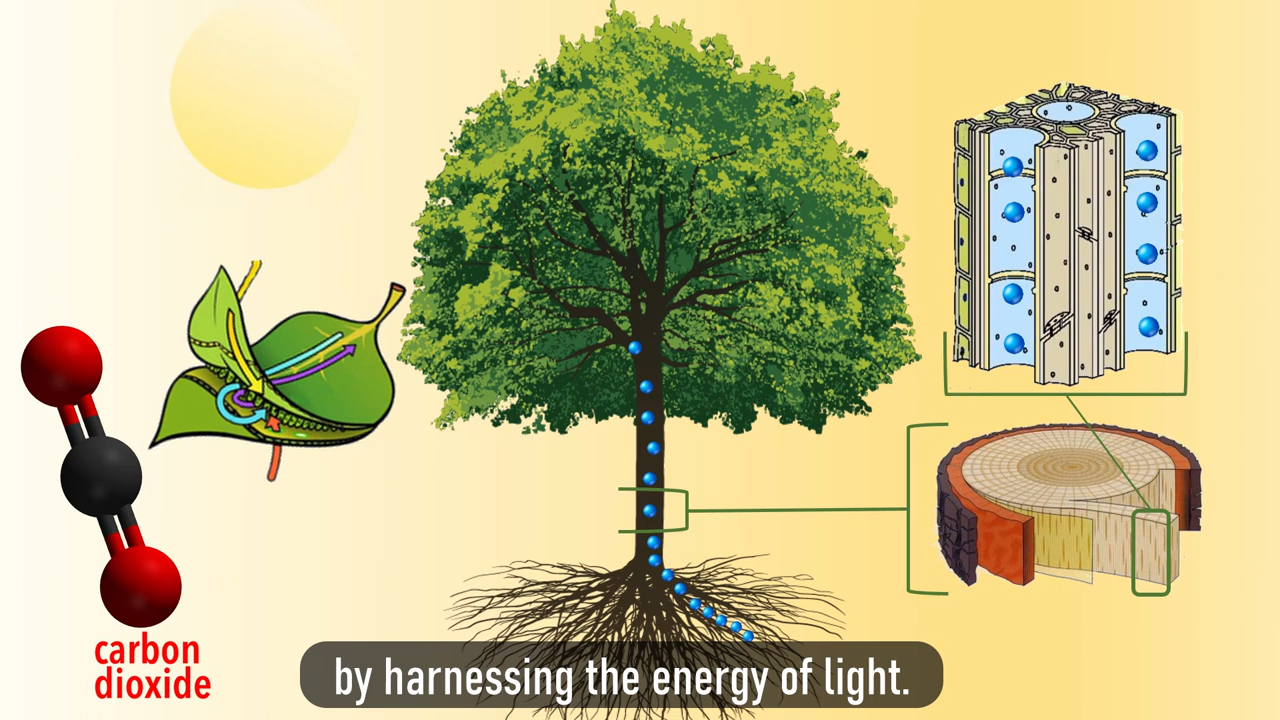 carbon
dioxide
by harnessing the energy of light.